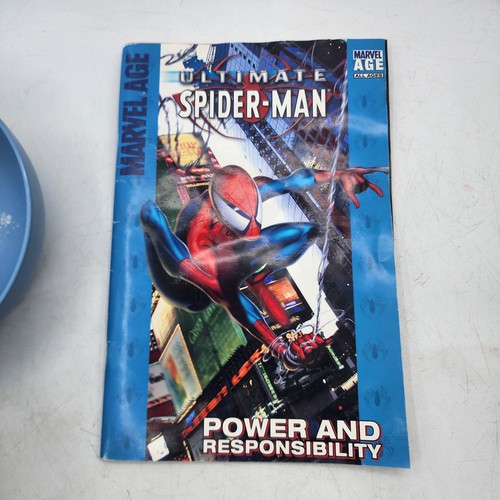 MARVEL AGE
MARVEL
AGE
ALL AGES
ULTIMATE
SPIDER-MAN
POWER AND
RESPONSIBILITY